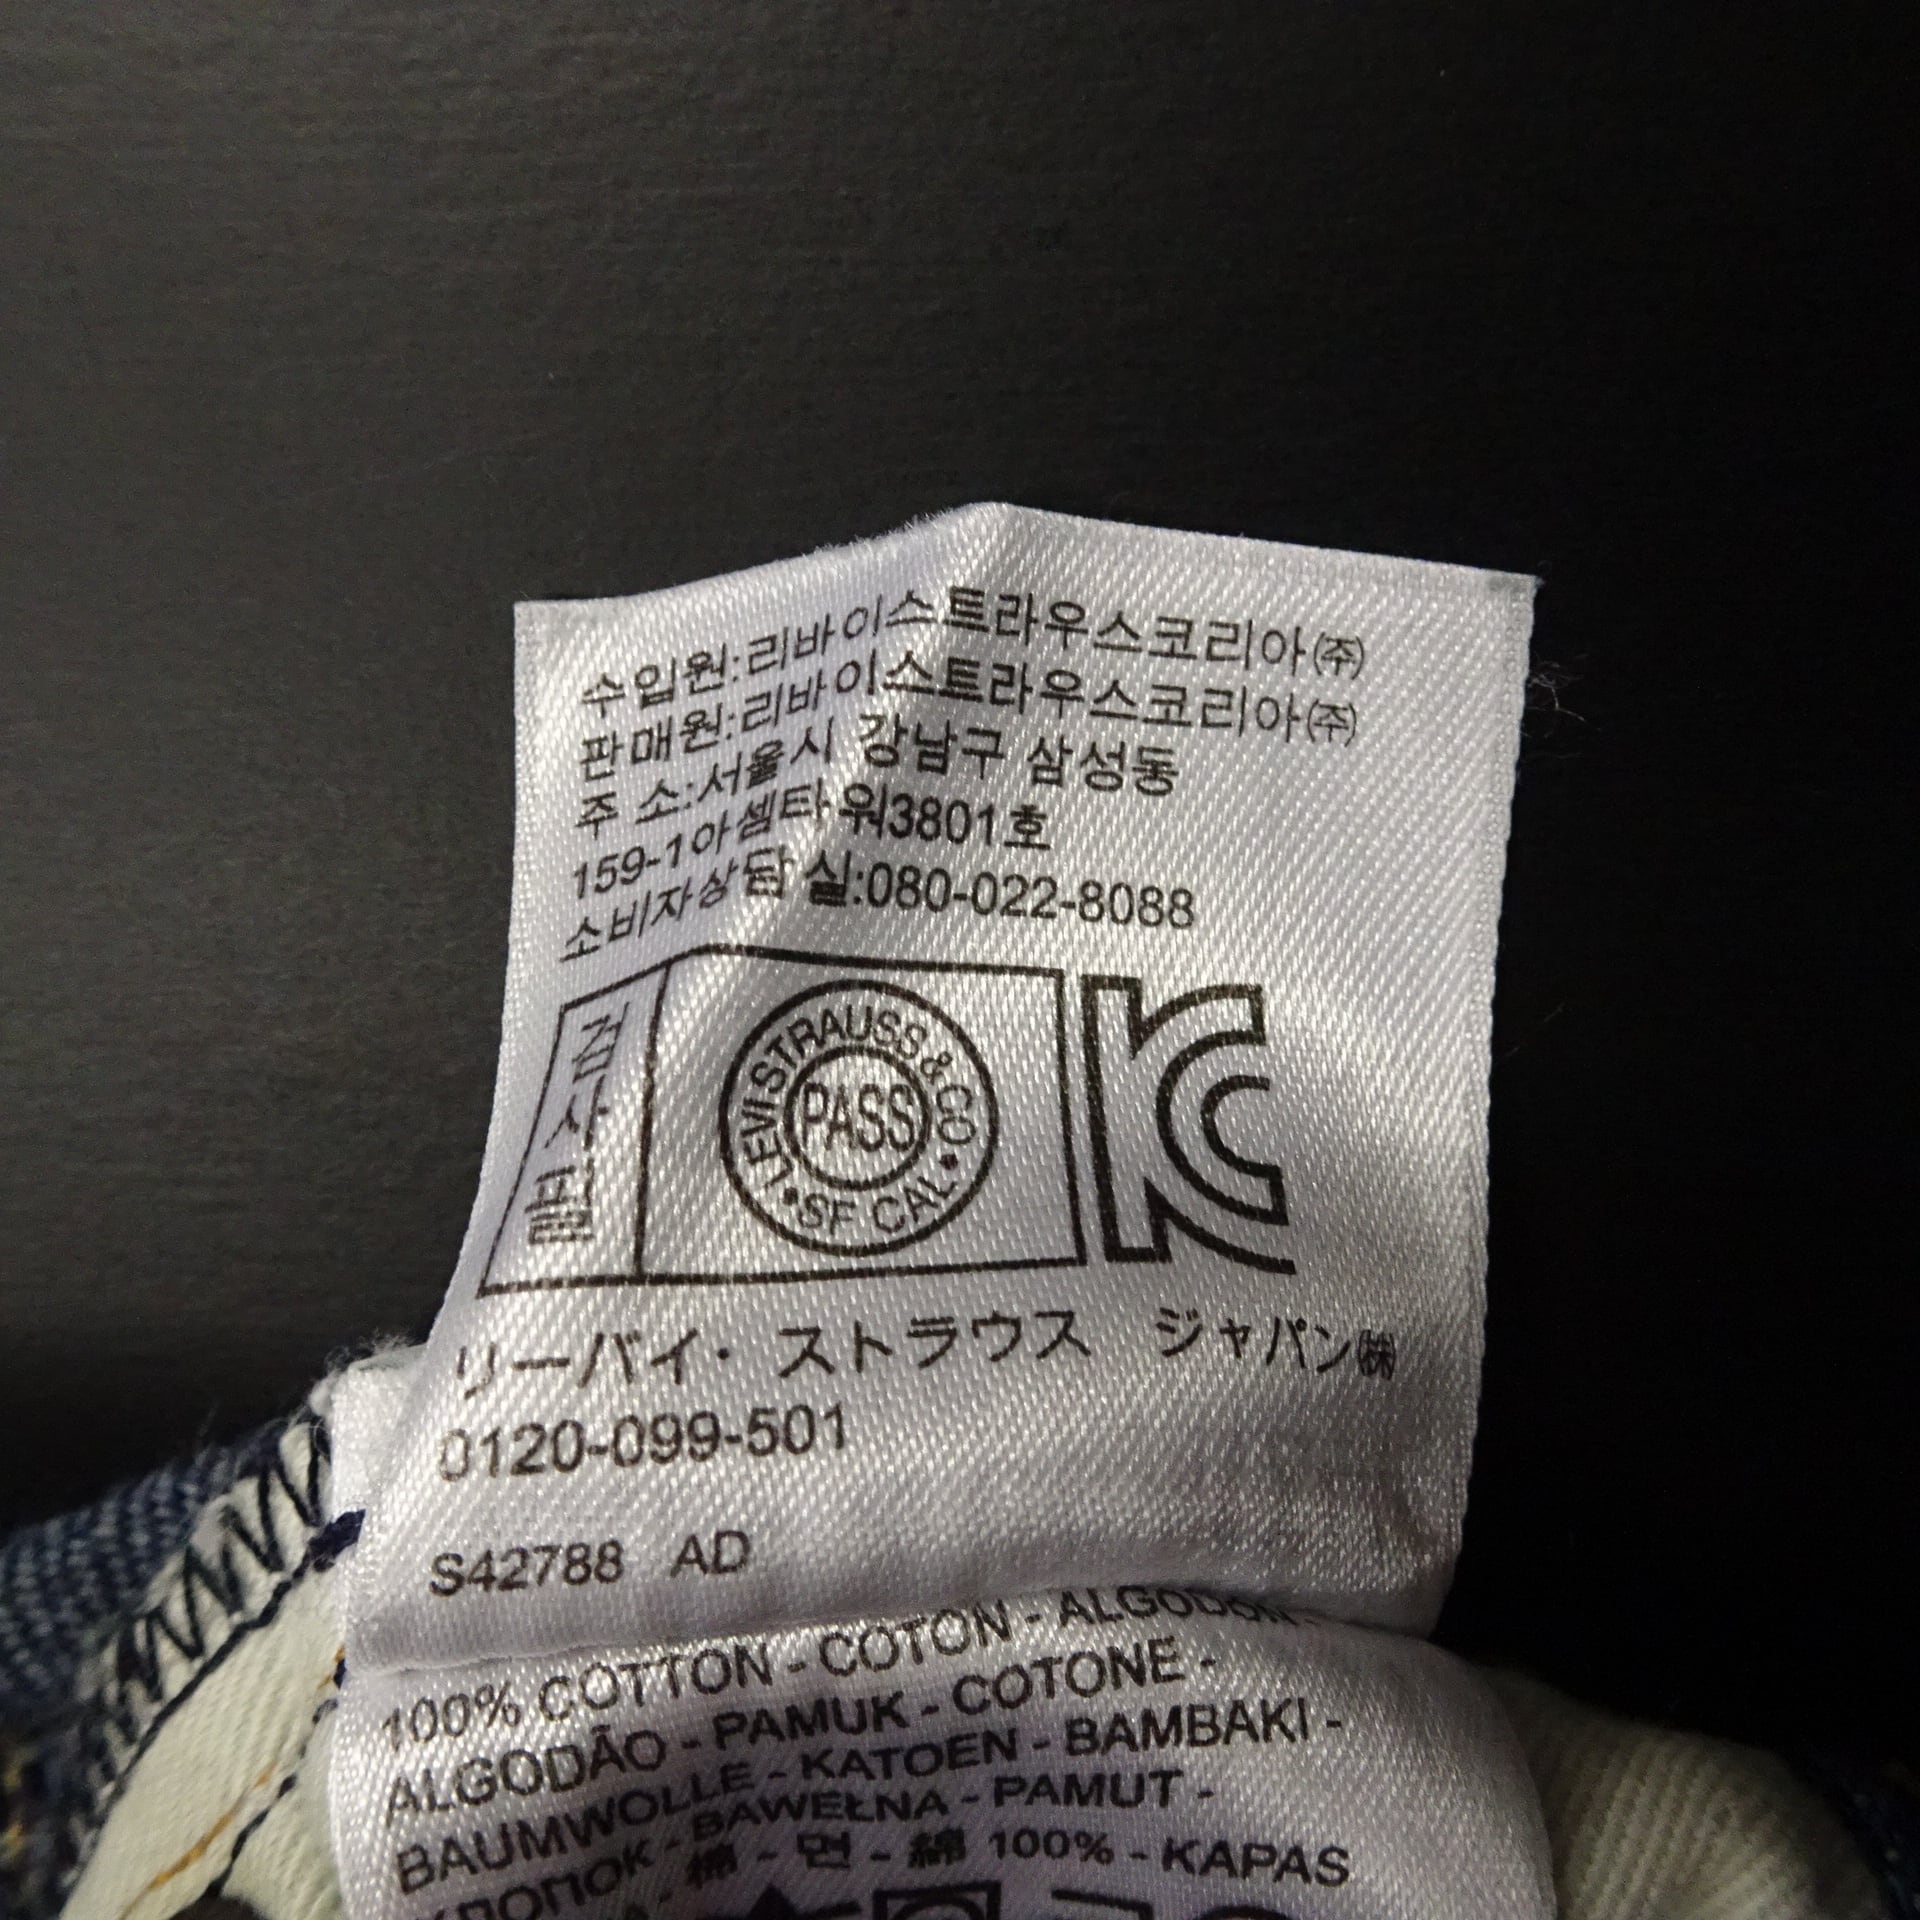 수입원:리바이스트라우스코리아㈜
판매원:리바이스트라우스코리아㈜
주 소:서울시 강남구 삼성동
159-1아셈타워3801호
소비자상담실:080-022-8088
검사필
LEVI STRAUSS & CO • SF CAL •
PASS
リーバイ・ストラウス ジャパン㈱
0120-099-501
S42788 AD
100% COTTON - COTON - ALGODÓN -
ALGODÃO - PAMUK - COTONE -
BAUMWOLLE - KATOEN - BAMBAKI -
ХЛОПОК - BAWEŁNA - PAMUT -
棉 - 면 - 綿 100% - KAPAS